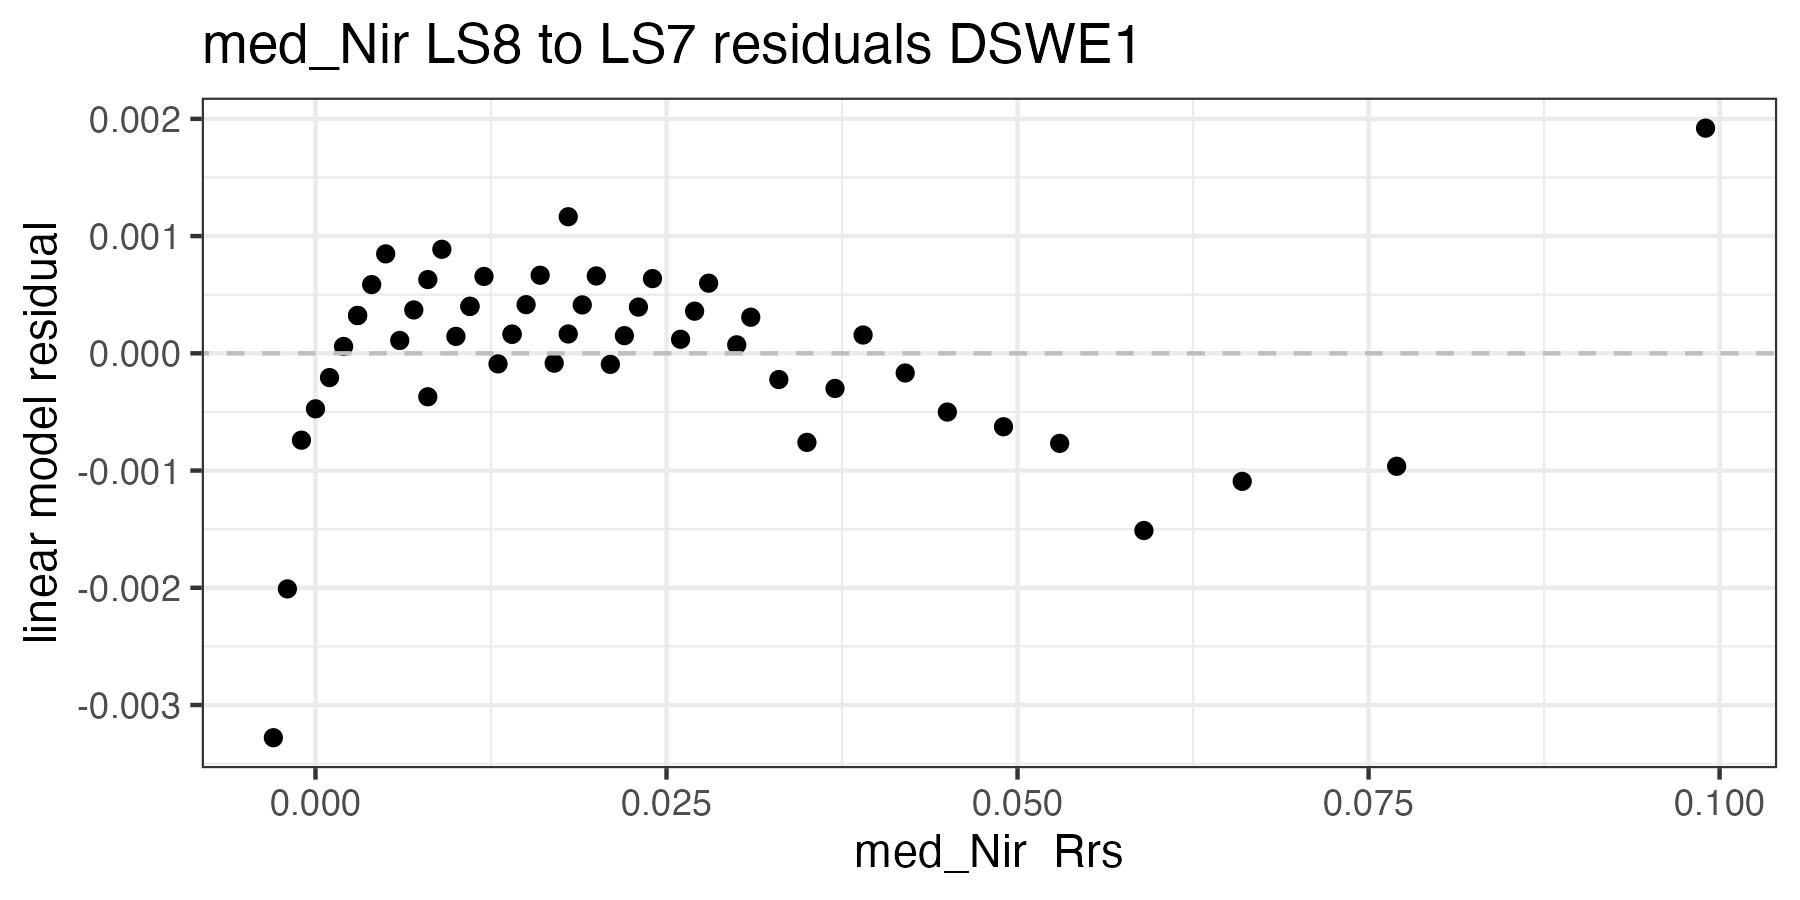 med_Nir LS8 to LS7 residuals DSWE1
linear model residual
0.002
0.001
0.000
-0.001
-0.002
-0.003
0.000 0.025 0.050 0.075 0.100
med_Nir  Rrs